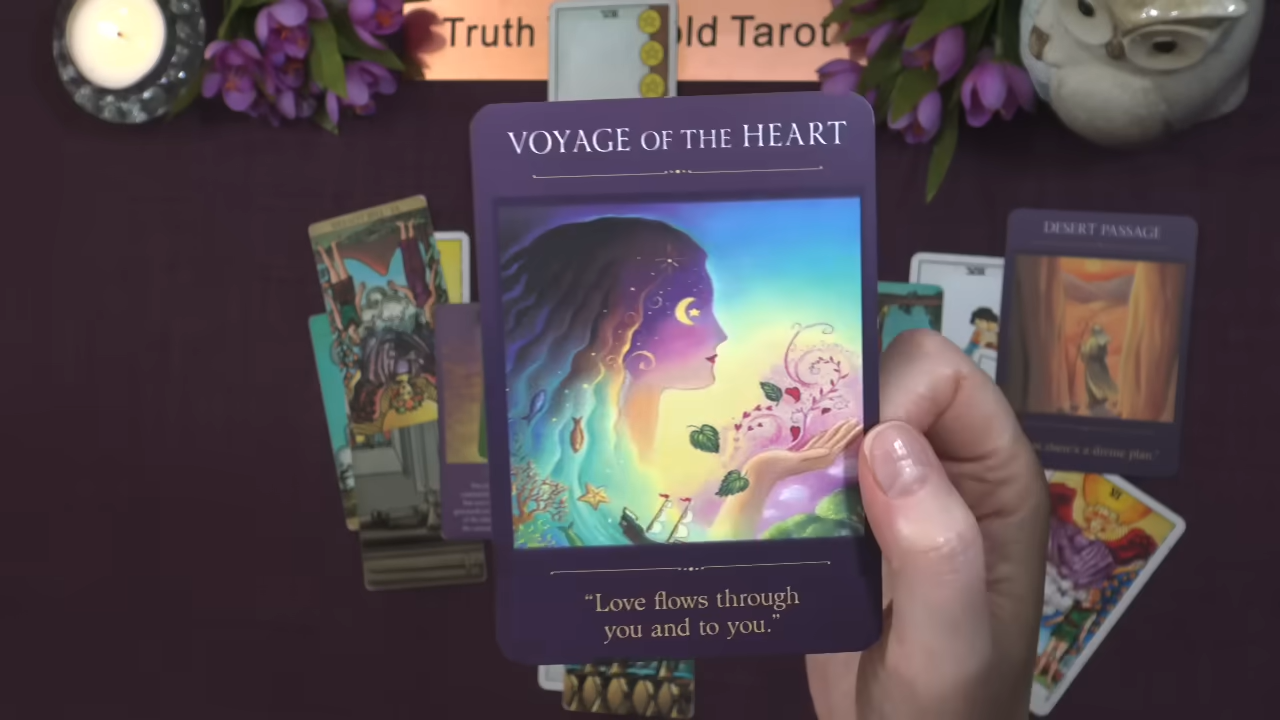 Truth
old Tarot
VOYAGE OF THE HEART
DESERT PASSAGE
"Love flows through
you and to you."
there's a divine plan."
VI